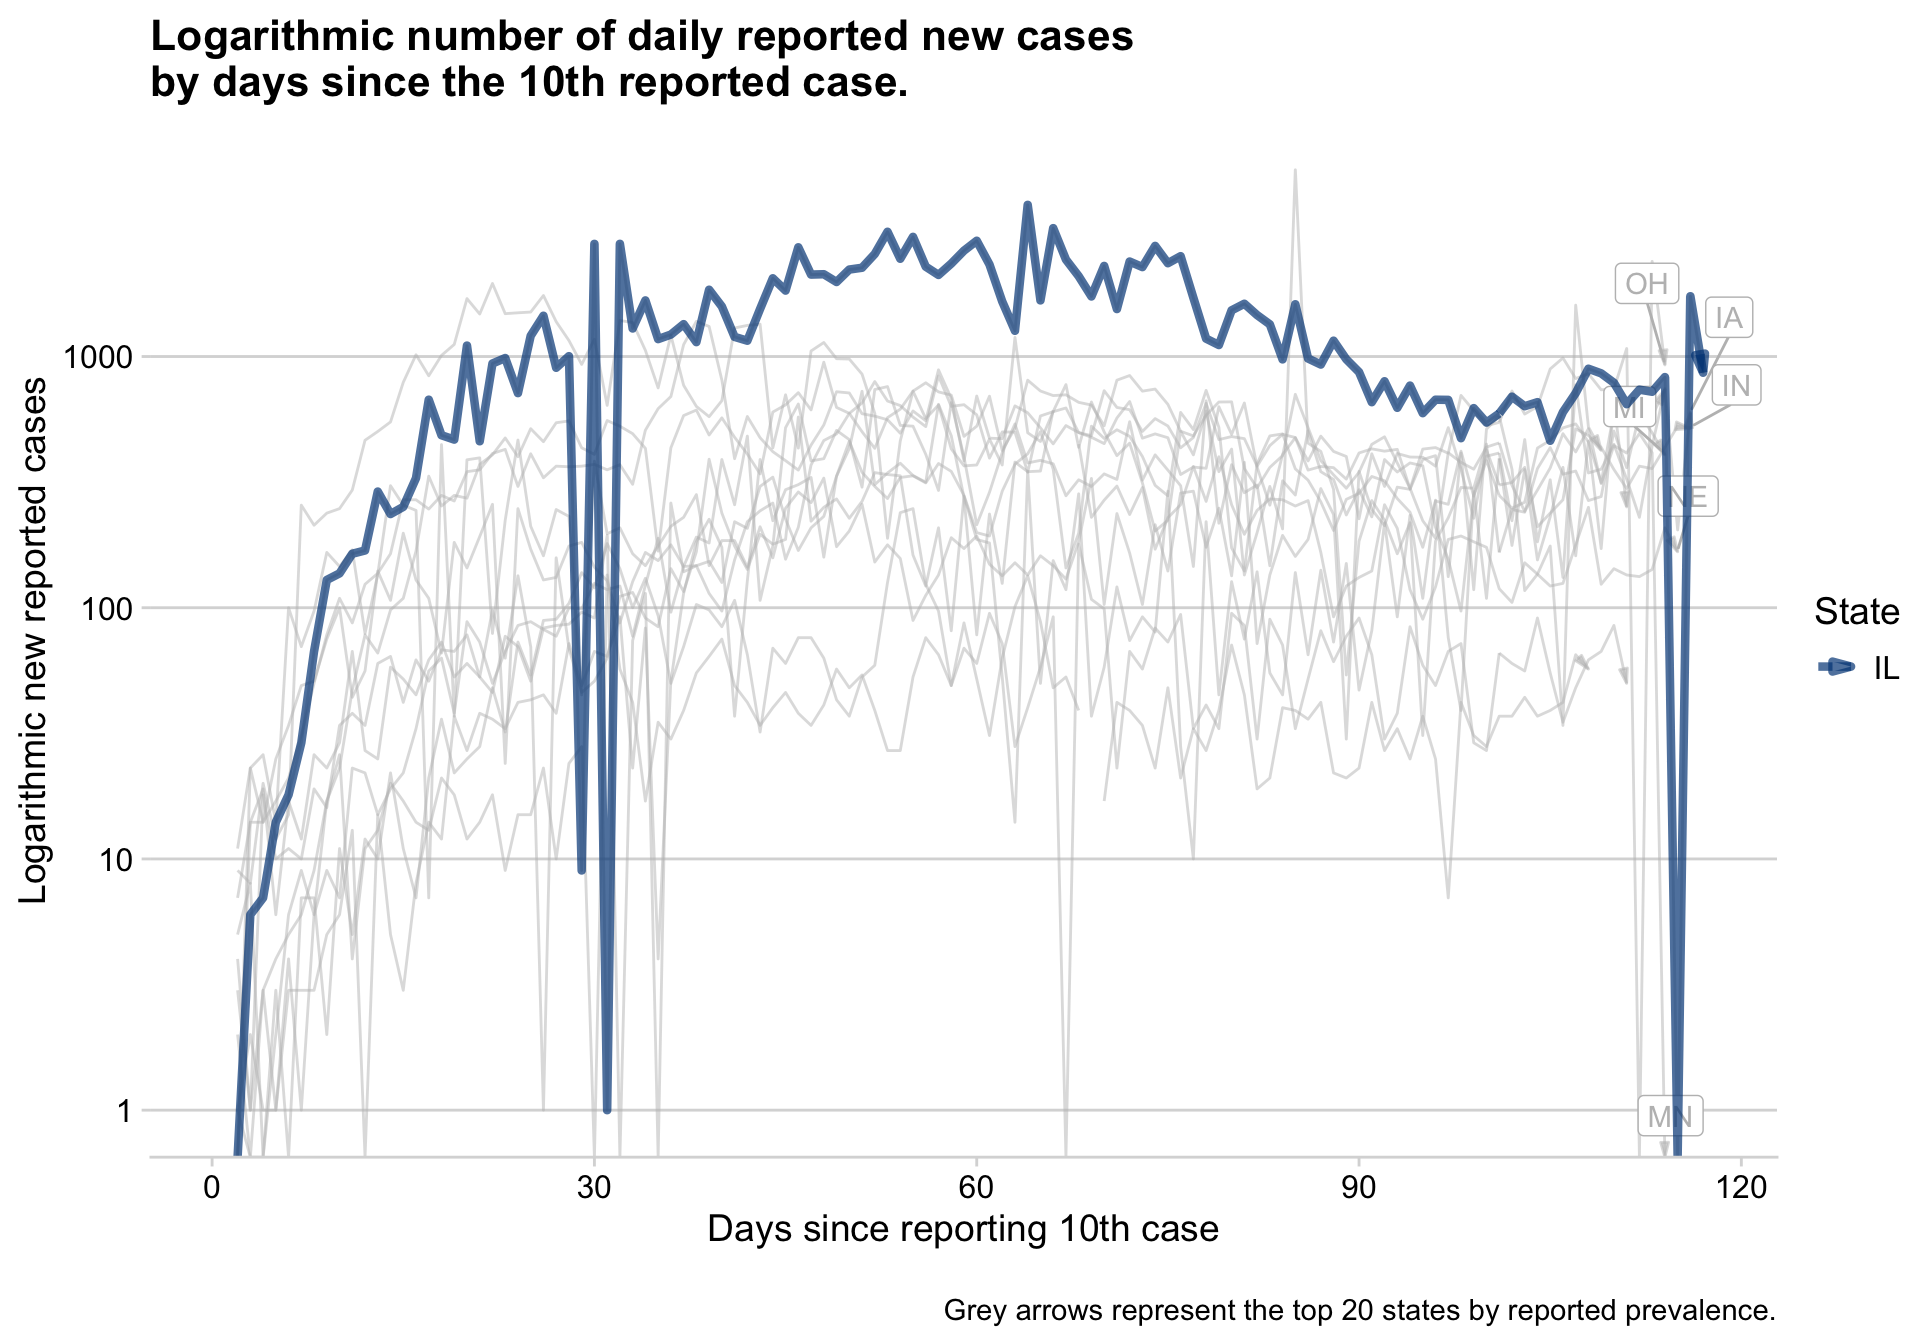 Logarithmic number of daily reported new cases
by days since the 10th reported case.
Logarithmic new reported cases
1000
100
10
1
OH
IA
IN
MI
NE
MN
State
IL
0
30
60
90
120
Days since reporting 10th case
Grey arrows represent the top 20 states by reported prevalence.